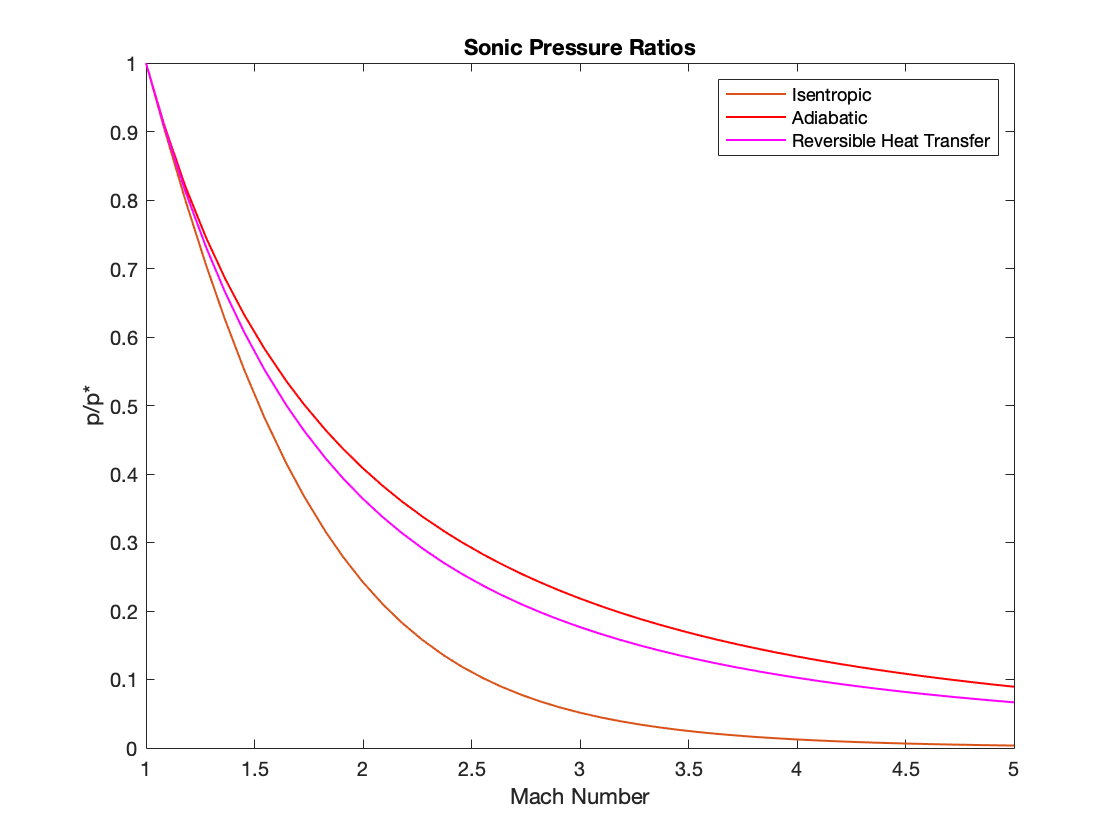 Sonic Pressure Ratios
Isentropic
Adiabatic
Reversible Heat Transfer
1
0.9
0.8
0.7
0.6
0.5
0.4
0.3
0.2
0.1
0
p/p*
1 1.5 2 2.5 3 3.5 4 4.5 5
Mach Number